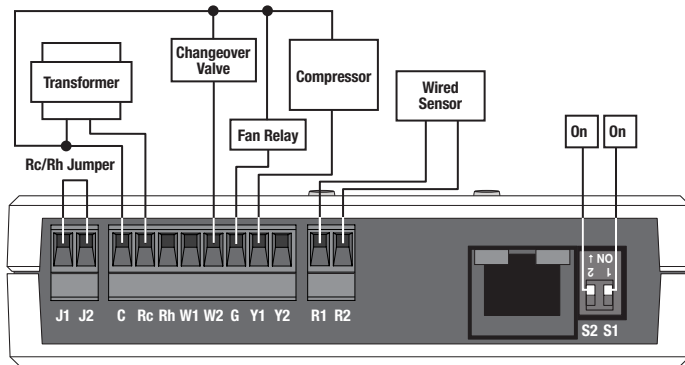 Transformer
Changeover
Valve
Compressor
Fan Relay
Wired
Sensor
On On
Rc/Rh Jumper
ON ↑
2 1
J1 J2 C Rc Rh W1 W2 G Y1 Y2 R1 R2
S2 S1